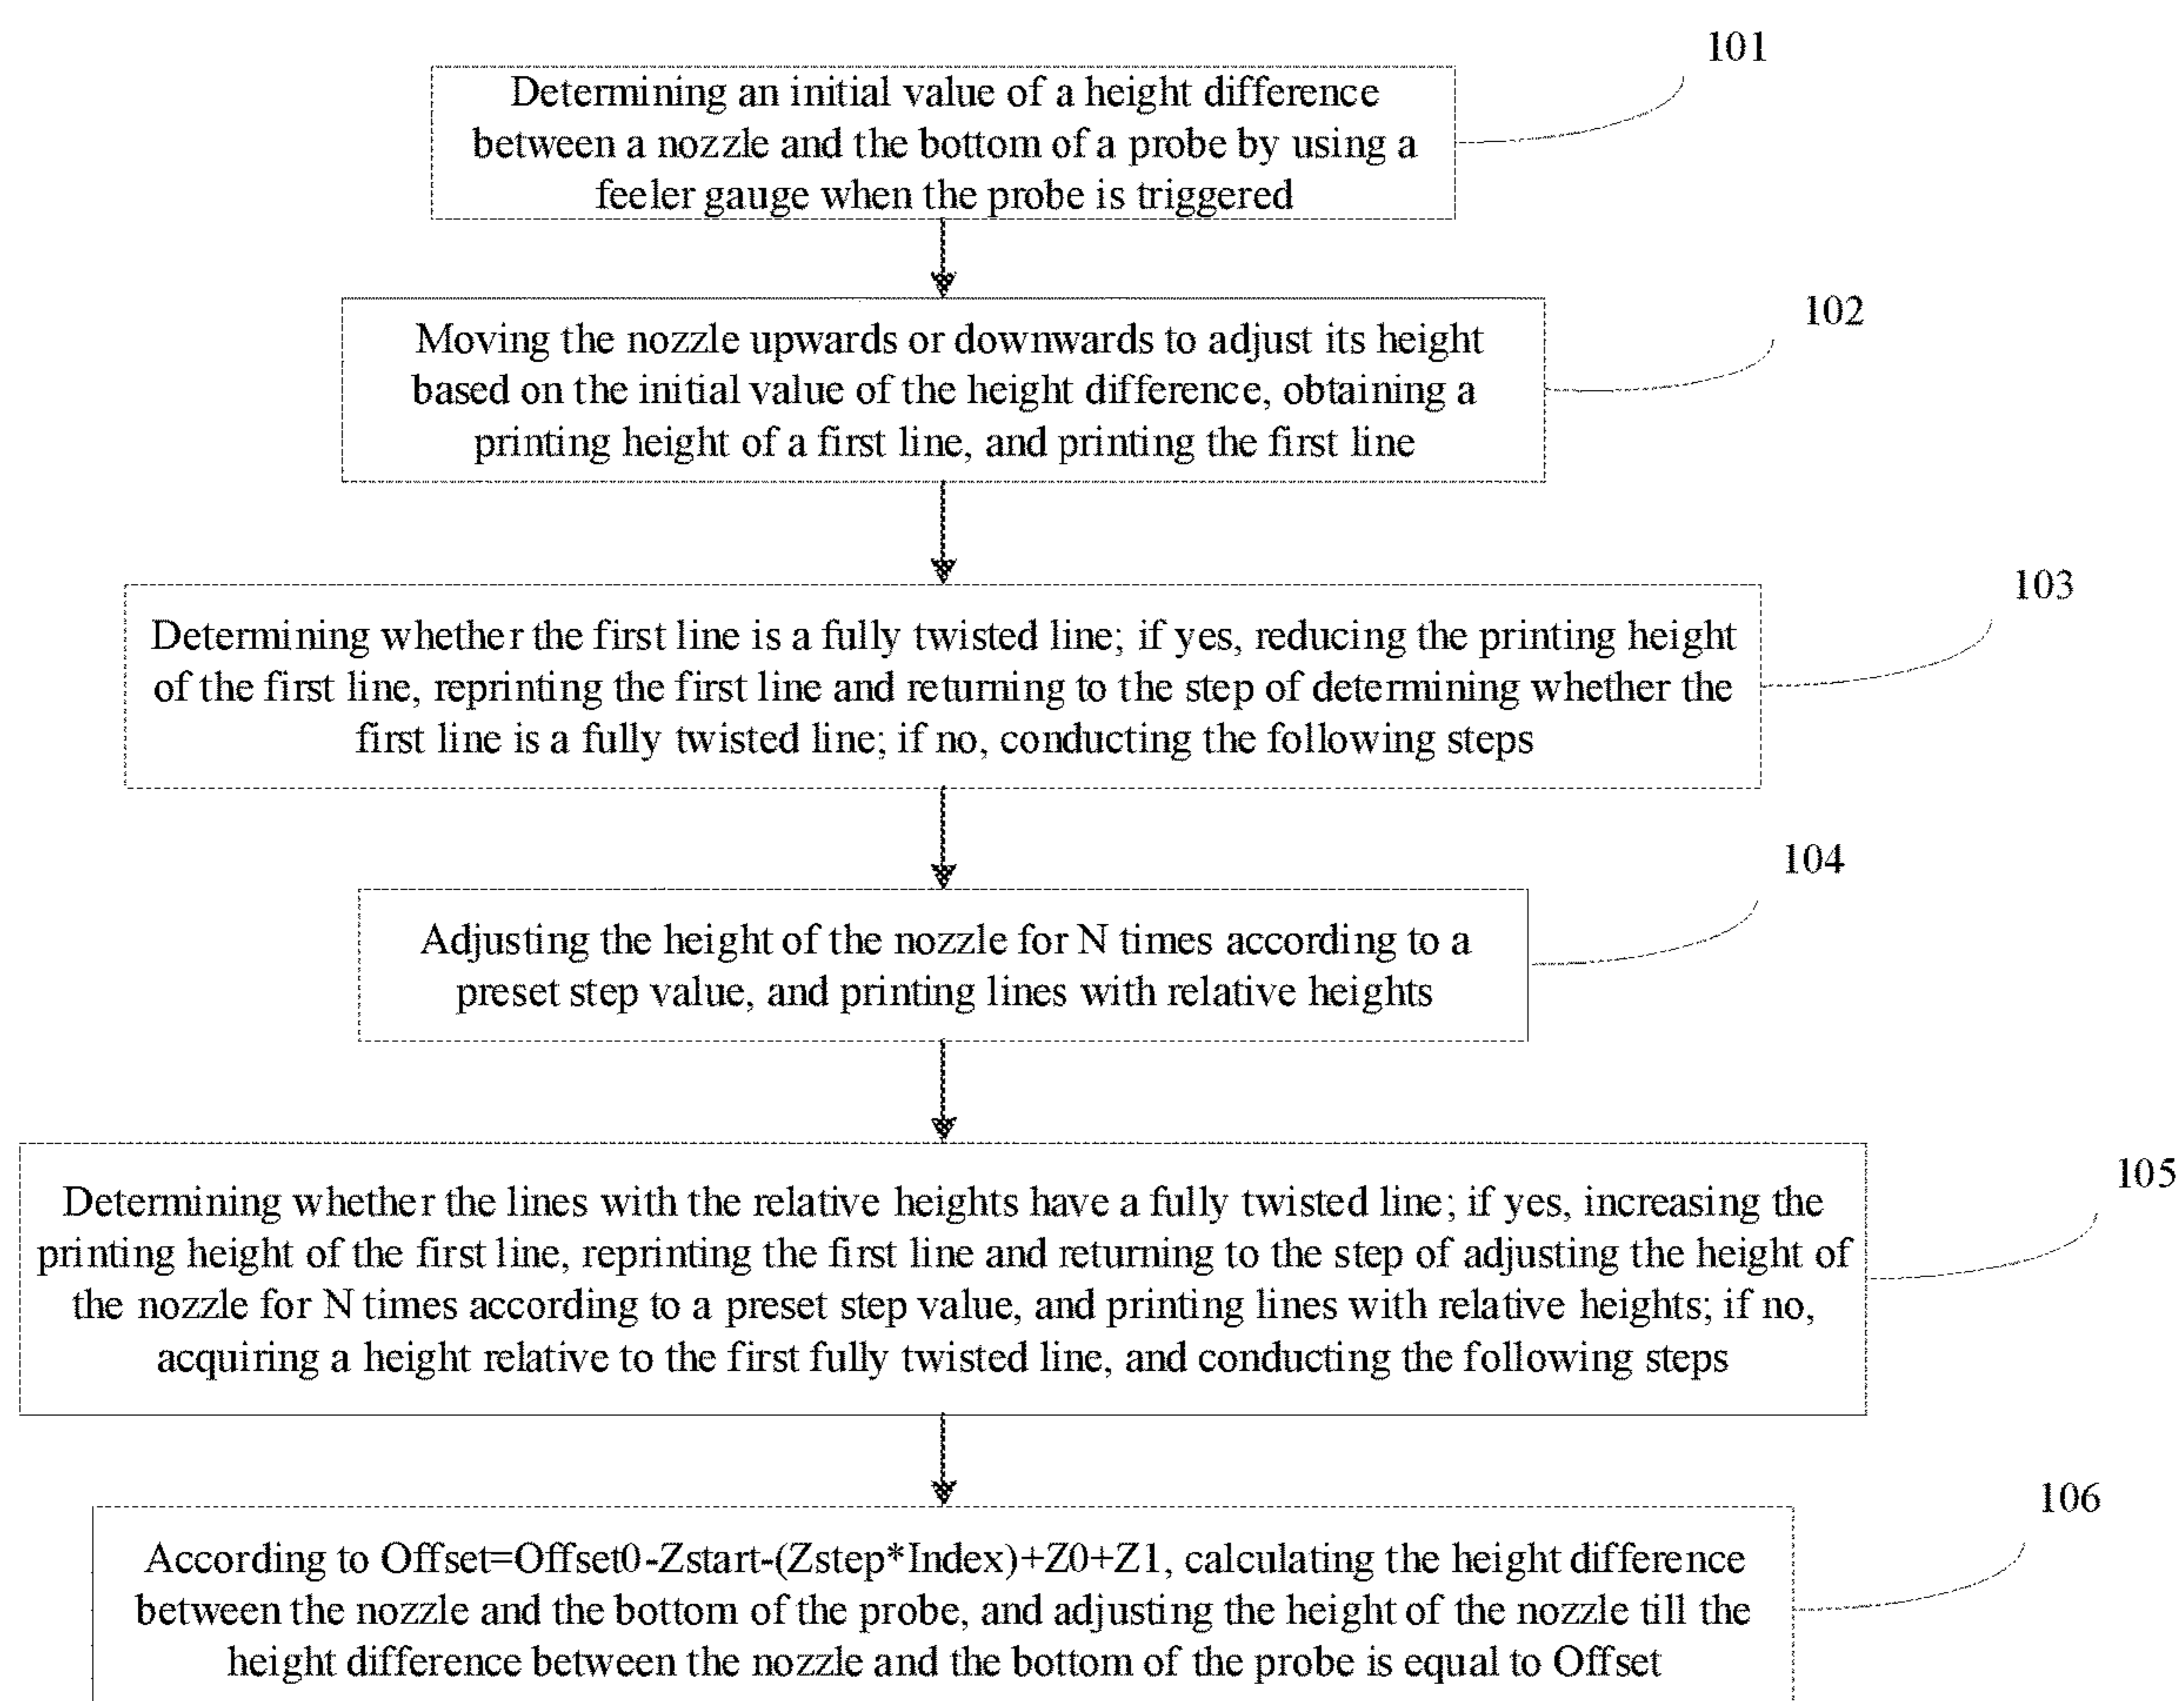 101
Determining an initial value of a height difference
between a nozzle and the bottom of a probe by using a
feeler gauge when the probe is triggered
102
Moving the nozzle upwards or downwards to adjust its height
based on the initial value of the height difference, obtaining a
printing height of a first line, and printing the first line
103
Determining whether the first line is a fully twisted line; if yes, reducing the printing height
of the first line, reprinting the first line and returning to the step of determining whether the
first line is a fully twisted line; if no, conducting the following steps
104
Adjusting the height of the nozzle for N times according to a
preset step value, and printing lines with relative heights
105
Determining whether the lines with the relative heights have a fully twisted line; if yes, increasing the
printing height of the first line, reprinting the first line and returning to the step of adjusting the height of
the nozzle for N times according to a preset step value, and printing lines with relative heights; if no,
acquiring a height relative to the first fully twisted line, and conducting the following steps
106
According to Offset=Offset0-Zstart-(Zstep*Index)+Z0+Z1, calculating the height difference
between the nozzle and the bottom of the probe, and adjusting the height of the nozzle till the
height difference between the nozzle and the bottom of the probe is equal to Offset